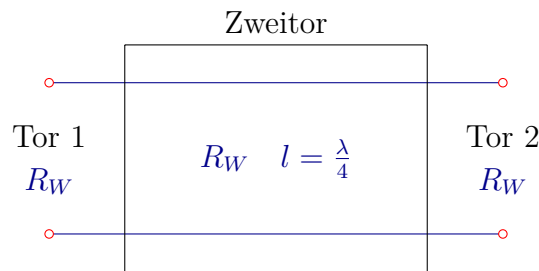 Zweitor
Tor 1
R_W
R_W l = λ/4
Tor 2
R_W